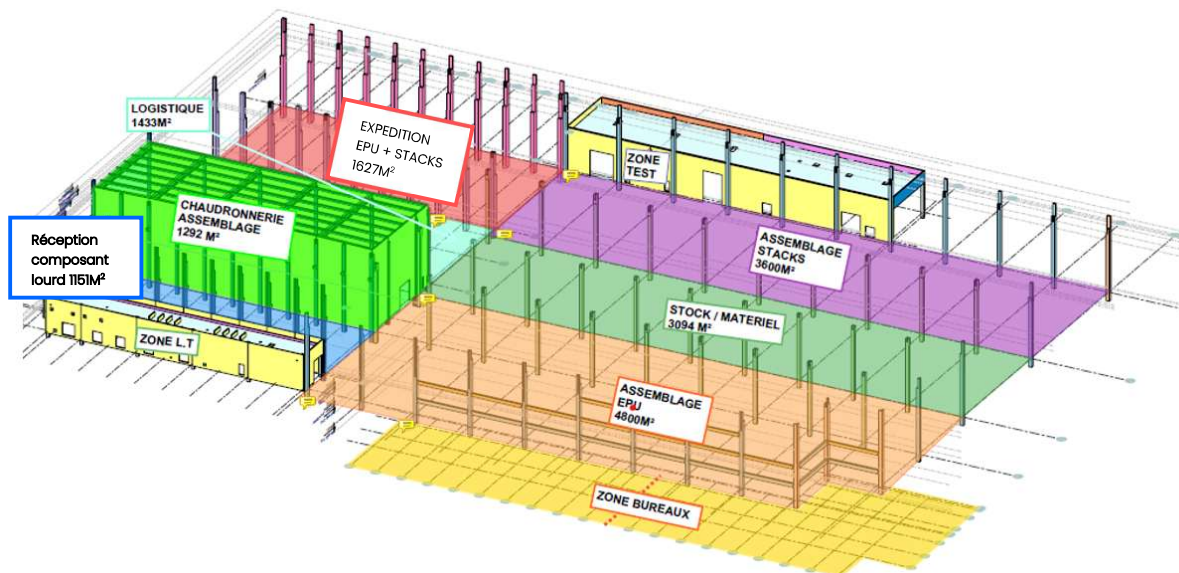 LOGISTIQUE
1433M²
EXPEDITION
EPU + STACKS
1627M²
ZONE
TEST
CHAUDRONNERIE
ASSEMBLAGE
1292 M²
Réception
composant
lourd 1151M²
ASSEMBLAGE
STACKS
3600M²
STOCK / MATERIEL
3094 M²
ZONE L.T
ASSEMBLAGE
EPU
4800M²
ZONE BUREAUX